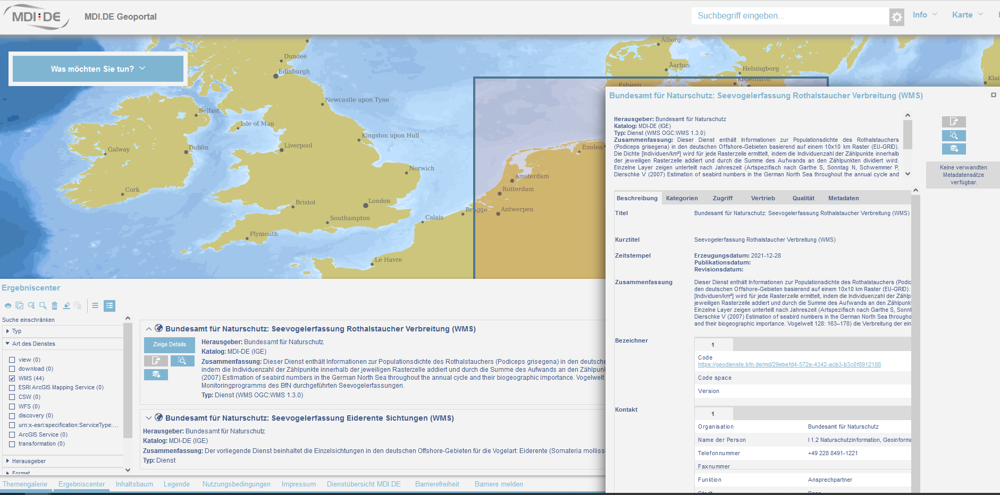 MDI:DE
MDI.DE Geoportal
Suchbegriff eingeben...
Info
Karte
Was möchten Sie tun?
Ålborg
Dundee
Edinburgh
Århus
Helsingborg
København
Esbjerg
Klai
Newcastle upon Tyne
Belfast
Isle of Man
Kingston upon Hull
Galway
Dublin
Liverpool
Emden
Norwich
Amsterdam
Cork
Rotterdam
Bristol
London
Brugge
Antwerpen
Southampton
Calais
Plymouth
Le Havre
Bundesamt für Naturschutz: Seevogelerfassung Rothalstaucher Verbreitung (WMS)
Herausgeber: Bundesamt für Naturschutz
Katalog: MDI-DE (IGE)
Typ: Dienst (WMS OGC:WMS 1.3.0)
Zusammenfassung: Dieser Dienst enthält Informationen zur Populationsdichte des Rothalstauchers
(Podiceps grisegena) in den deutschen Offshore-Gebieten basierend auf einem 10x10 km Raster (EU-GRID).
Die Dichte [Individuen/km²] wird für jede Rasterzelle ermittelt, indem die Individuenzahl der Zählpunkte innerhalb
der jeweiligen Rasterzelle addiert und durch die Summe des Aufwands an den Zählpunkten dividiert wird.
Einzelne Layer zeigen unterteilt nach Jahreszeit (Artspezifisch nach Garthe S, Sonntag N, Schwemmer P,
Dierschke V (2007) Estimation of seabird numbers in the German North Sea throughout the annual cycle and
Keine verwandten
Metadatensätze
verfügbar.
Beschreibung Kategorien Zugriff Vertrieb Qualität Metadaten
Titel Bundesamt für Naturschutz: Seevogelerfassung Rothalstaucher Verbreitung (WMS)
Kurztitel Seevogelerfassung Rothalstaucher Verbreitung (WMS)
Zeitstempel Erzeugungsdatum: 2021-12-28
Publikationsdatum:
Revisionsdatum:
Zusammenfassung Dieser Dienst enthält Informationen zur Populationsdichte des Rothalstauchers (Podic
den deutschen Offshore-Gebieten basierend auf einem 10x10 km Raster (EU-GRID).
[Individuen/km²] wird für jede Rasterzelle ermittelt, indem die Individuenzahl der Zählp
jeweiligen Rasterzelle addiert und durch die Summe des Aufwands an den Zählpunkt
Einzelne Layer zeigen unterteilt nach Jahreszeit (Artspezifisch nach Garthe S, Sonnt
Dierschke V (2007) Estimation of seabird numbers in the German North Sea througho
and their biogeographic importance. Vogelwelt 128: 163–178) die Verbreitung der ein
Bezeichner
1
Code
https://geodienste.bfn.de/md/29ebefd4-572e-4342-acb3-b3c0f8912188
Code space
Version
Kontakt
1
Organisation Bundesamt für Naturschutz
Name der Person I 1.2 Naturschutzinformation, Geoinforma
Telefonnummer +49 228 8491-1221
Faxnummer
Funktion Ansprechpartner
Stadt Bonn
Ergebniscenter
Suche einschränken
Typ
Art des Dienstes
view (0)
download (0)
WMS (44)
ESRI ArcGIS Mapping Service (0)
CSW (0)
WFS (0)
discovery (0)
urn:x-esri:specification:ServiceType:...
ArcGIS Service (0)
transformation (0)
Herausgeber
Format
Bundesamt für Naturschutz: Seevogelerfassung Rothalstaucher Verbreitung (WMS)
Zeige Details
Herausgeber: Bundesamt für Naturschutz
Katalog: MDI-DE (IGE)
Zusammenfassung: Dieser Dienst enthält Informationen zur Populationsdichte des Rothalstauchers (Podiceps grisegena) in den deutsche
indem die Individuenzahl der Zählpunkte innerhalb der jeweiligen Rasterzelle addiert und durch die Summe des Aufwands an den Zählpunk
(2007) Estimation of seabird numbers in the German North Sea throughout the annual cycle and their biogeographic importance. Vogelwelt
Monitoringprogramms des BfN durchgeführten Seevogelerfassungen.
Typ: Dienst (WMS OGC:WMS 1.3.0)
Bundesamt für Naturschutz: Seevogelerfassung Eiderente Sichtungen (WMS)
Herausgeber: Bundesamt für Naturschutz
Katalog: MDI-DE (IGE)
Zusammenfassung: Der vorliegende Dienst beinhaltet die Einzelsichtungen in den deutschen Offshore-Gebieten für die Vogelart: Eiderente (Somateria molliss
Typ: Dienst
Themengalerie Ergebniscenter Inhaltsbaum Legende Nutzungsbedingungen Impressum Dienstübersicht MDI.DE Barrierefreiheit Barriere melden